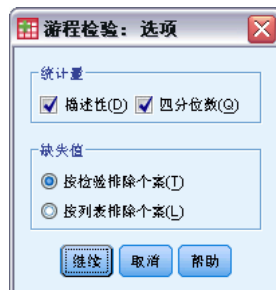 游程检验：选项
统计量
描述性(D) 四分位数(Q)
缺失值
按检验排除个案(T)
按列表排除个案(L)
继续 取消 帮助